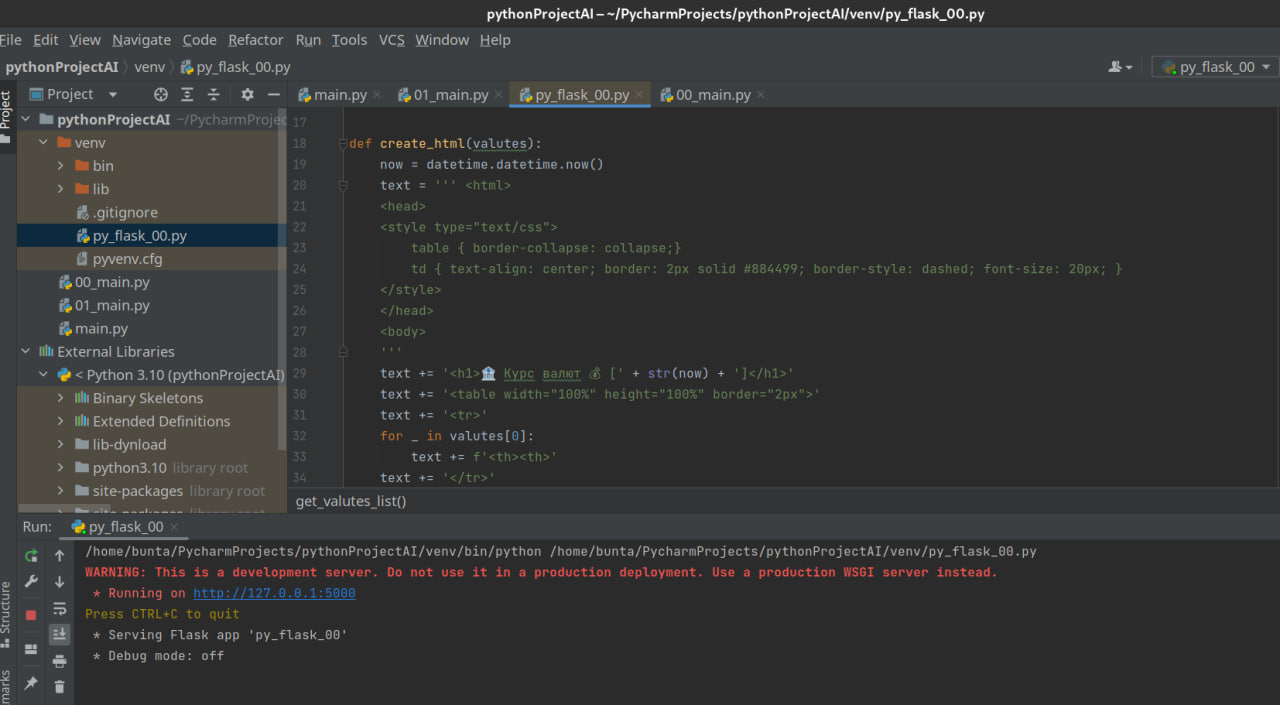 pythonProjectAI – ~/PycharmProjects/pythonProjectAI/venv/py_flask_00.py
File Edit View Navigate Code Refactor Run Tools VCS Window Help
pythonProjectAI venv py_flask_00.py
py_flask_00
Project
Project
main.py
01_main.py
py_flask_00.py
00_main.py
pythonProjectAI ~/PycharmProjec
venv
bin
lib
.gitignore
py_flask_00.py
pyvenv.cfg
00_main.py
01_main.py
main.py
External Libraries
< Python 3.10 (pythonProjectAI)
Binary Skeletons
Extended Definitions
lib-dynload
python3.10 library root
site-packages library root
17
18 def create_html(valutes):
19 now = datetime.datetime.now()
20 text = ''' <html>
21 <head>
22 <style type="text/css">
23 table { border-collapse: collapse;}
24 td { text-align: center; border: 2px solid #884499; border-style: dashed; font-size: 20px; }
25 </style>
26 </head>
27 <body>
28 '''
29 text += '<h1>🏦 Курс валют 💰 [' + str(now) + ']</h1>'
30 text += '<table width="100%" height="100%" border="2px">'
31 text += '<tr>'
32 for _ in valutes[0]:
33 text += f'<th><th>'
34 text += '</tr>'
get_valutes_list()
Run: py_flask_00
/home/bunta/PycharmProjects/pythonProjectAI/venv/bin/python /home/bunta/PycharmProjects/pythonProjectAI/venv/py_flask_00.py
WARNING: This is a development server. Do not use it in a production deployment. Use a production WSGI server instead.
* Running on http://127.0.0.1:5000
Press CTRL+C to quit
* Serving Flask app 'py_flask_00'
* Debug mode: off
Structure
marks